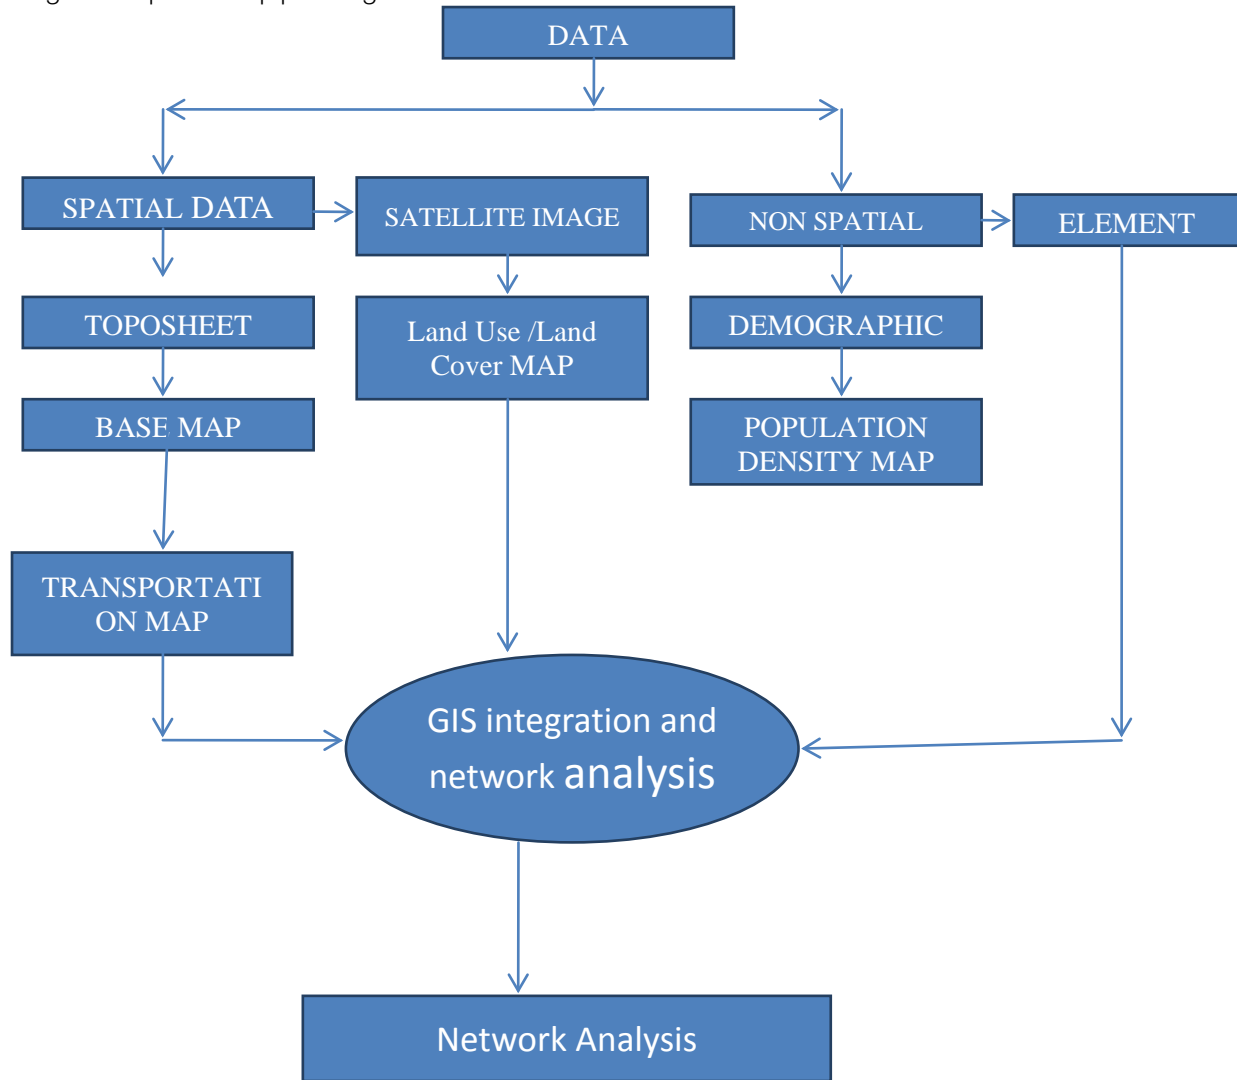 DATA
SPATIAL DATA
SATELLITE IMAGE
NON SPATIAL
ELEMENT
TOPOSHEET
Land Use /Land
Cover MAP
DEMOGRAPHIC
BASE MAP
POPULATION
DENSITY MAP
TRANSPORTATI
ON MAP
GIS integration and
network analysis
Network Analysis